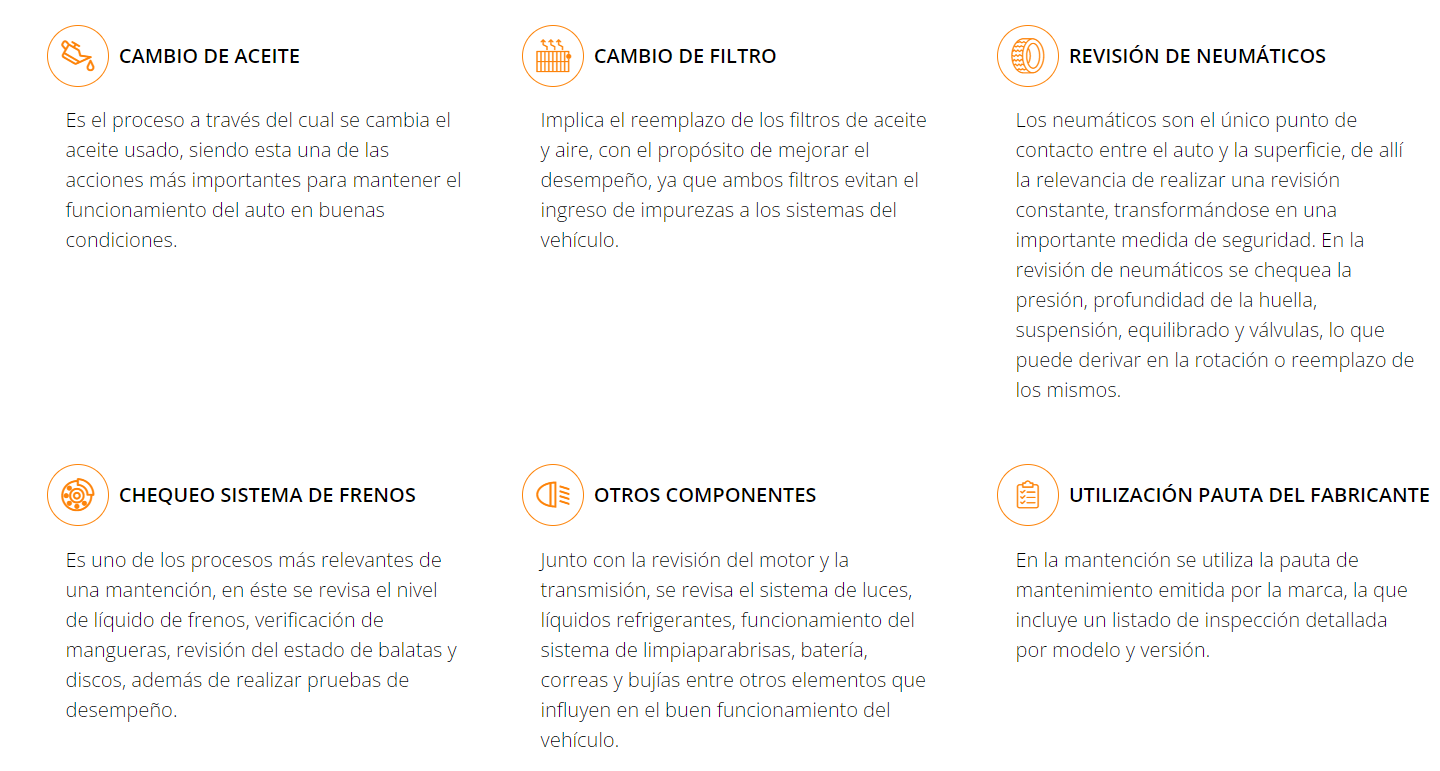 CAMBIO DE ACEITE
Es el proceso a través del cual se cambia el
aceite usado, siendo esta una de las
acciones más importantes para mantener el
funcionamiento del auto en buenas
condiciones.
CAMBIO DE FILTRO
Implica el reemplazo de los filtros de aceite
y aire, con el propósito de mejorar el
desempeño, ya que ambos filtros evitan el
ingreso de impurezas a los sistemas del
vehículo.
REVISIÓN DE NEUMÁTICOS
Los neumáticos son el único punto de
contacto entre el auto y la superficie, de allí
la relevancia de realizar una revisión
constante, transformándose en una
importante medida de seguridad. En la
revisión de neumáticos se chequea la
presión, profundidad de la huella,
suspensión, equilibrado y válvulas, lo que
puede derivar en la rotación o reemplazo de
los mismos.
CHEQUEO SISTEMA DE FRENOS
Es uno de los procesos más relevantes de
una mantención, en éste se revisa el nivel
de líquido de frenos, verificación de
mangueras, revisión del estado de balatas y
discos, además de realizar pruebas de
desempeño.
OTROS COMPONENTES
Junto con la revisión del motor y la
transmisión, se revisa el sistema de luces,
líquidos refrigerantes, funcionamiento del
sistema de limpiaparabrisas, batería,
correas y bujías entre otros elementos que
influyen en el buen funcionamiento del
vehículo.
UTILIZACIÓN PAUTA DEL FABRICANTE
En la mantención se utiliza la pauta de
mantenimiento emitida por la marca, la que
incluye un listado de inspección detallada
por modelo y versión.